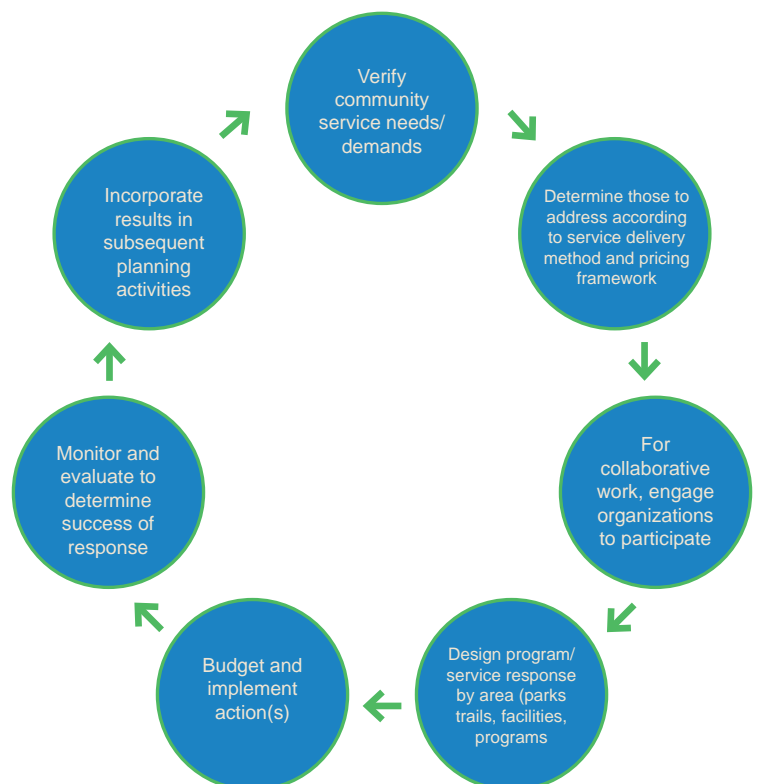 Verify
community
service needs/
demands
Determine those to
address according
to service delivery
method and pricing
framework
For
collaborative
work, engage
organizations
to participate
Design program/
service response
by area (parks
trails, facilities,
programs
Budget and
implement
action(s)
Monitor and
evaluate to
determine
success of
response
Incorporate
results in
subsequent
planning
activities